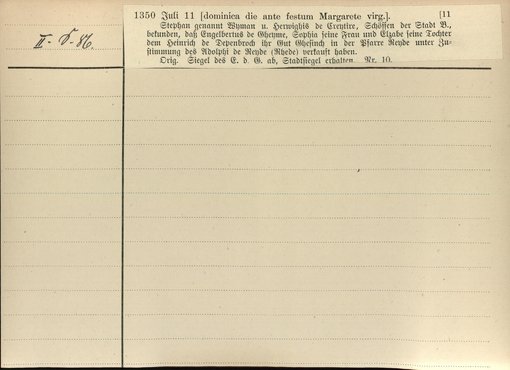 II. S. 86
1350 Juli 11 [dominica die ante festum Margarete virg.]. [11
Stephan genannt Wyman u. Herwighis de Creytire, Schöffen der Stadt B.,
bekunden, daß Engelbertus de Gheyme, Sophia seine Frau und Elzabe seine Tochter
dem Heinrich de Depenbroch ihr Gut Ghesinch in der Pfarre Reyde unter Zu-
stimmung des Adolphi de Reyde (Rhede) verkauft haben.
Orig. Siegel des E. d. G. ab, Stadtsiegel erhalten. Nr. 10.